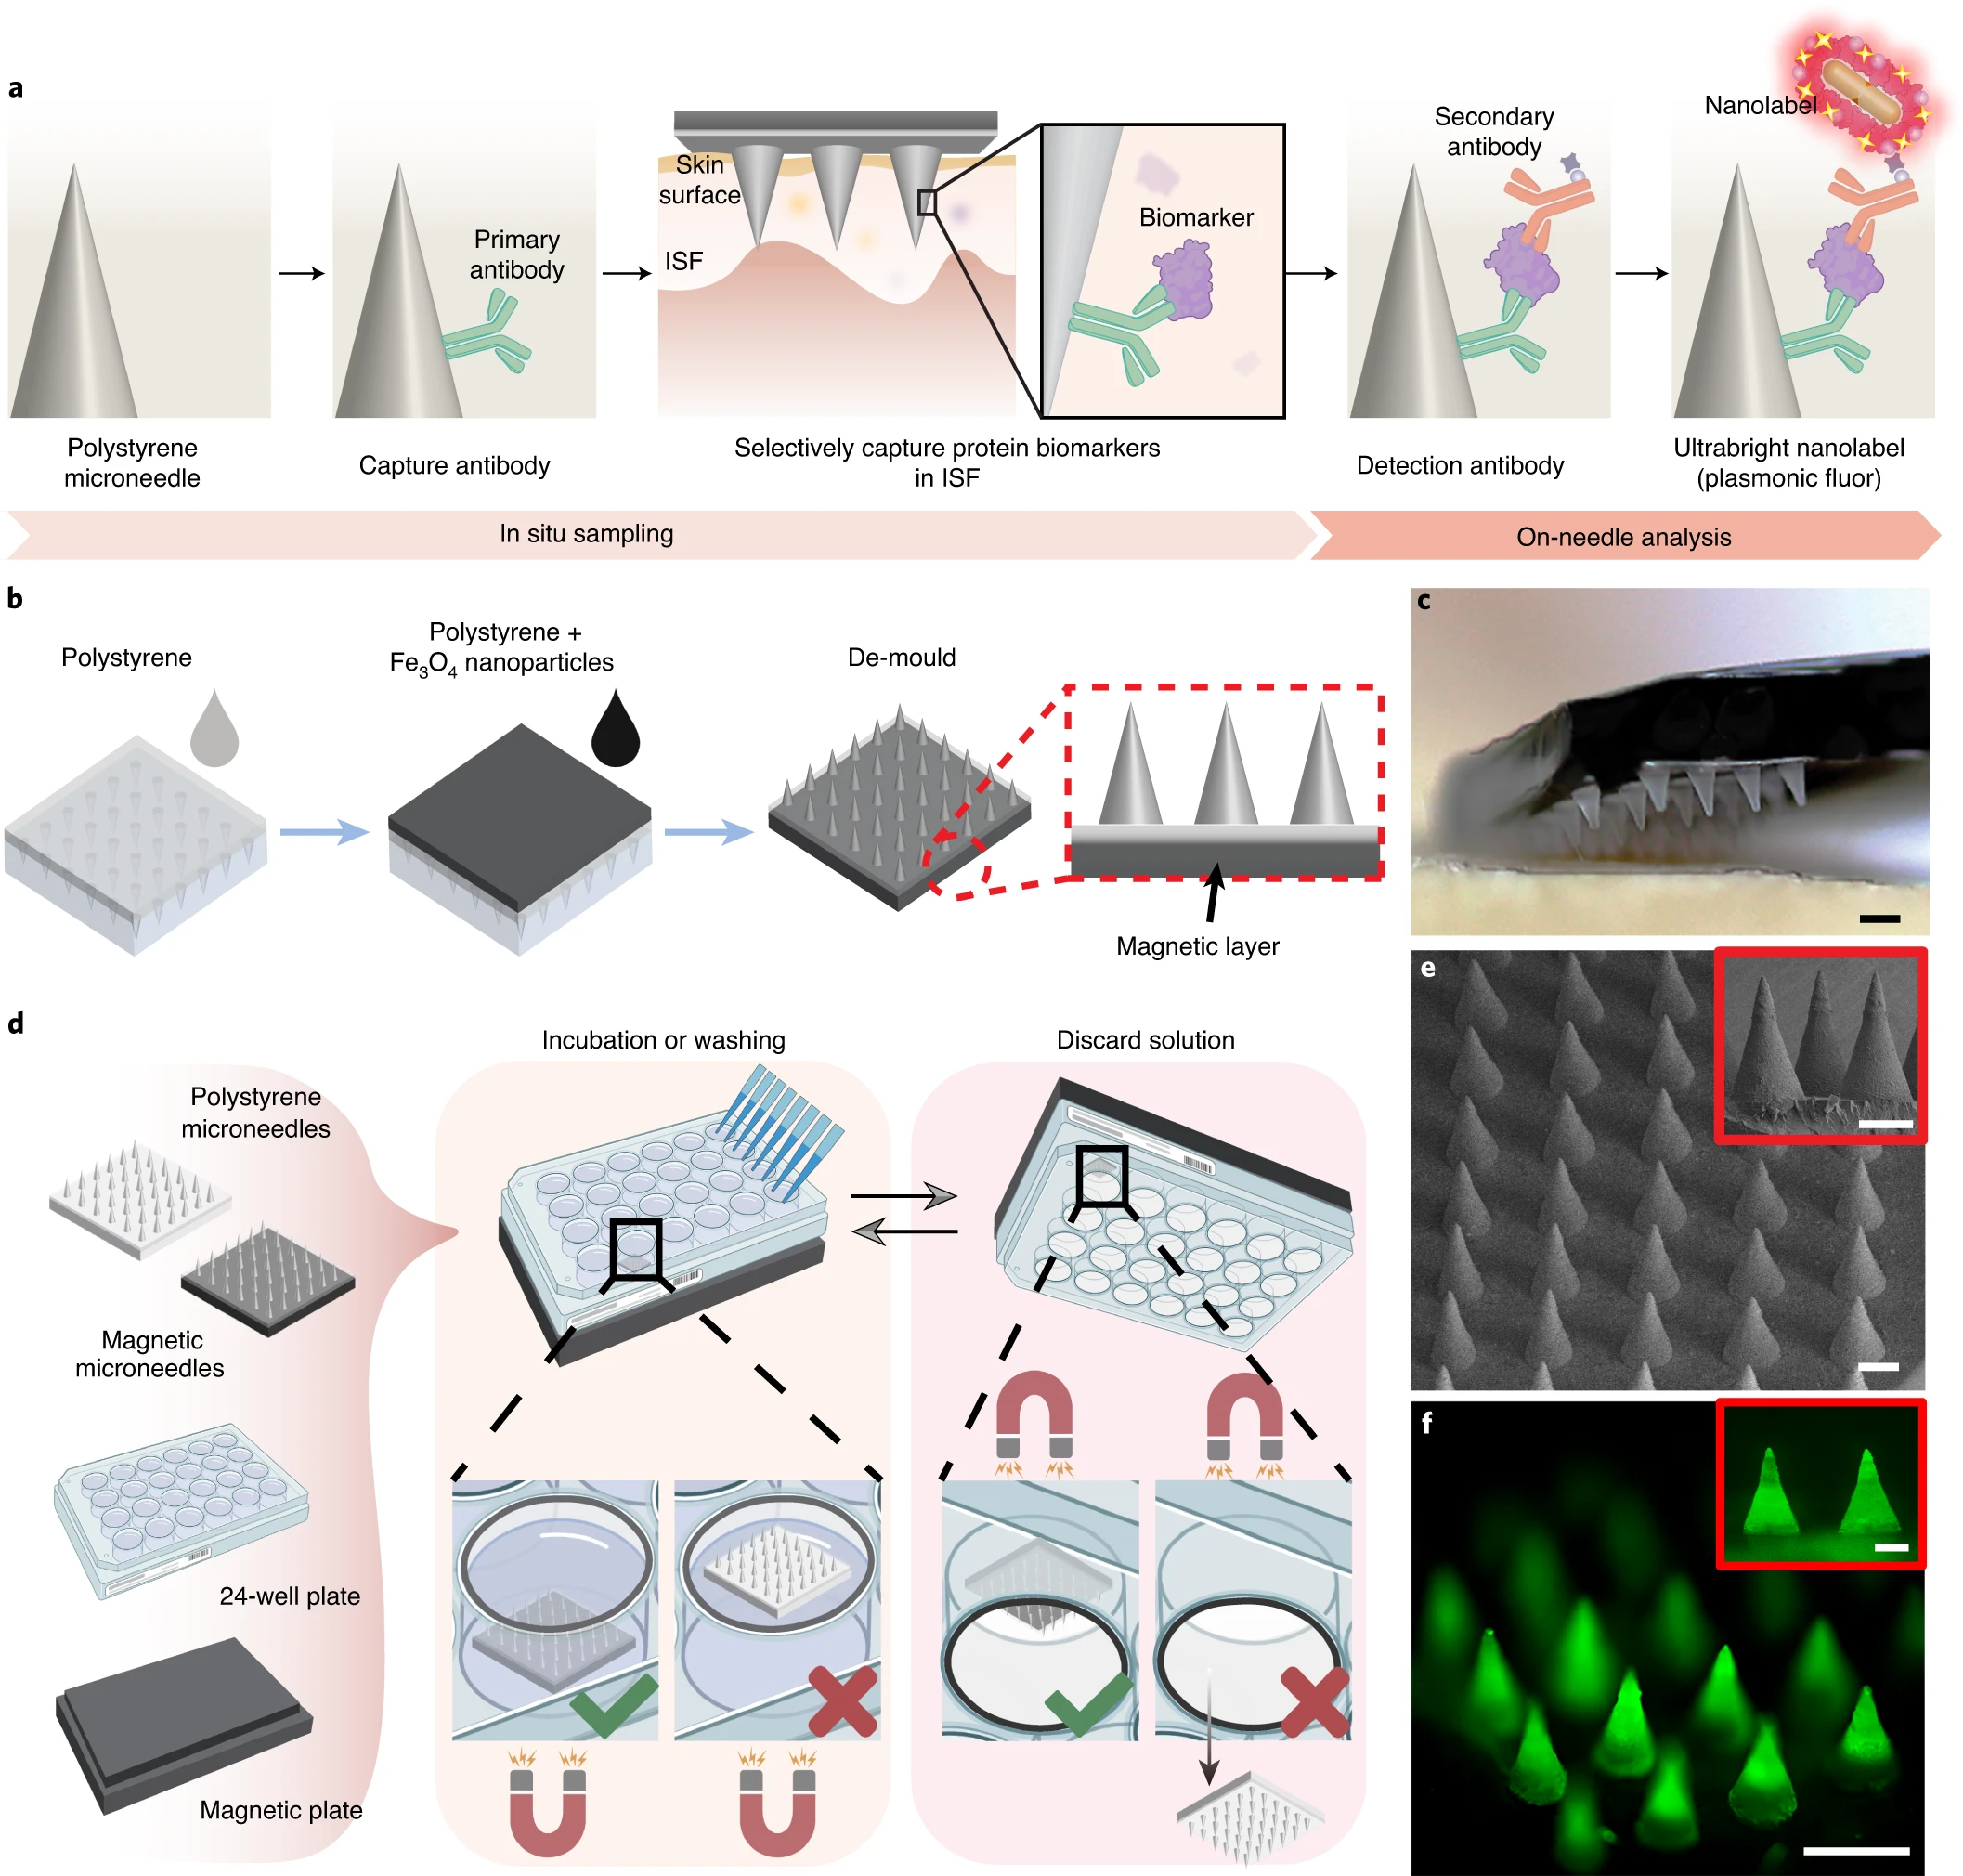 a
Polystyrene
microneedle
Primary
antibody
Capture antibody
Skin
surface
ISF
Biomarker
Selectively capture protein biomarkers
in ISF
Secondary
antibody
Detection antibody
Nanolabel
Ultrabright nanolabel
(plasmonic fluor)
In situ sampling
On-needle analysis
b
Polystyrene
Polystyrene +
Fe₃O₄ nanoparticles
De-mould
Magnetic layer
c
d
Polystyrene
microneedles
Magnetic
microneedles
24-well plate
Magnetic plate
Incubation or washing
Discard solution
e
f